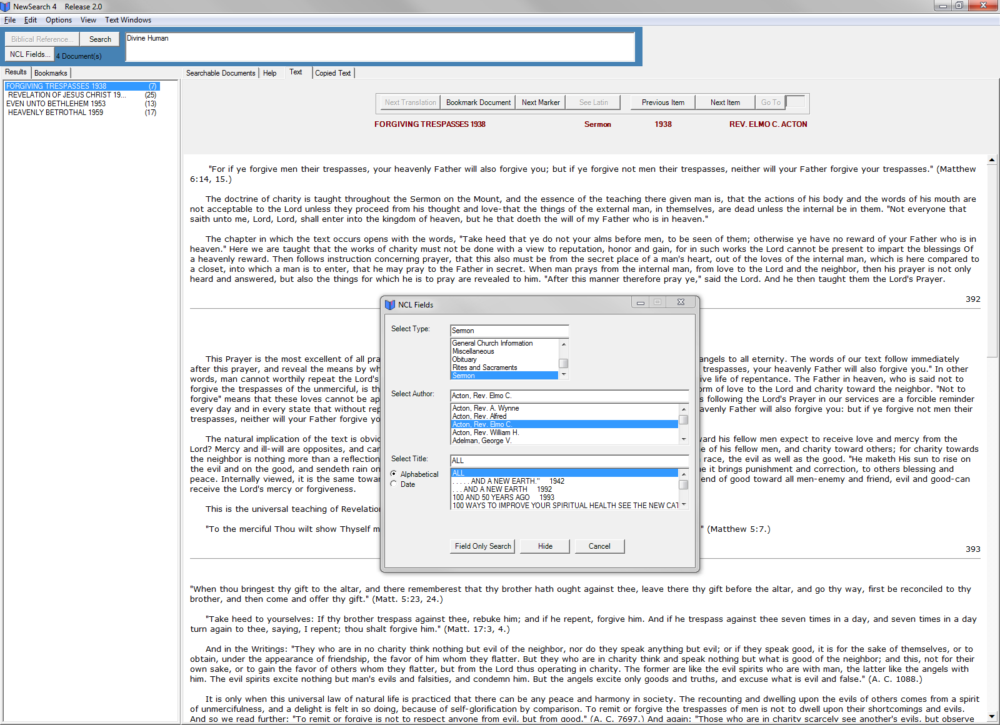 NewSearch 4    Release 2.0
File   Edit   Options   View   Text Windows
Biblical Reference...   Search   Divine Human
NCL Fields...   4 Document(s)
Results   Bookmarks   Searchable Documents   Help   Text   Copied Text
FORGIVING TRESPASSES 1938   (7)
REVELATION OF JESUS CHRIST 19...   (25)
EVEN UNTO BETHLEHEM 1953   (13)
HEAVENLY BETROTHAL 1959   (17)
Next Translation   Bookmark Document   Next Marker   See Latin   Previous Item   Next Item   Go To
FORGIVING TRESPASSES 1938   Sermon   1938   REV. ELMO C. ACTON
"For if ye forgive men their trespasses, your heavenly Father will also forgive you; but if ye forgive not men their trespasses, neither will your Father forgive your trespasses." (Matthew
6:14, 15.)
The doctrine of charity is taught throughout the Sermon on the Mount, and the essence of the teaching there given man is, that the actions of his body and the words of his mouth are
not acceptable to the Lord unless they proceed from his thought and love-that the things of the external man, in themselves, are dead unless the internal be in them. "Not everyone that
saith unto me, Lord, Lord, shall enter into the kingdom of heaven, but he that doeth the will of my Father who is in heaven."
The chapter in which the text occurs opens with the words, "Take heed that ye do not your alms before men, to be seen of them; otherwise ye have no reward of your Father who is in
heaven." Here we are taught that the works of charity must not be done with a view to reputation, honor and gain, for in such works the Lord cannot be present to impart the blessings Of
a heavenly reward. Then follows instruction concerning prayer, that this also must be from the secret place of a man's heart, out of the loves of the internal man, which is here compared to
a closet, into which a man is to enter, that he may pray to the Father in secret. When man prays from the internal man, from love to the Lord and the neighbor, then his prayer is not only
heard and answered, but also the things for which he is to pray are revealed to him. "After this manner therefore pray ye," said the Lord. And he then taught them the Lord's Prayer.
392
This Prayer is the most excellent of all pra   angels to all eternity. The words of our text follow immediately
after this prayer, and reveal the means by wh   trespasses, your heavenly Father will also forgive you." In other
words, man cannot worthily repeat the Lord's   ive life of repentance. The Father in heaven, who is said not to
forgive the trespasses of the unmerciful, is th   orm of love to the Lord and charity toward the neighbor. "Not to
forgive" means that these loves cannot be ap   s following the Lord's Prayer in our services are a forcible reminder
every day and in every state that without rep   avenly Father will also forgive you: but if ye forgive not men their
trespasses, neither will your Father forgive yo
The natural implication of the text is obvio   ard his fellow men expect to receive love and mercy from the
Lord? Mercy and ill-will are opposites, and can   e of his fellow men, and charity toward others; for charity towards
the neighbor is nothing more than a reflection   race, the evil as well as the good. "He maketh His sun to rise on
the evil and on the good, and sendeth rain on   e it brings punishment and correction, to others blessing and
peace. Internally viewed, it is the same towar   end of good toward all men-enemy and friend, evil and good-can
receive the Lord's mercy or forgiveness.
This is the universal teaching of Revelation
"To the merciful Thou wilt show Thyself m   " (Matthew 5:7.)
393
NCL Fields
Select Type:   Sermon
General Church Information
Miscellaneous
Obituary
Rites and Sacraments
Sermon
Select Author:   Acton, Rev. Elmo C.
Acton, Rev. A. Wynne
Acton, Rev. Alfred
Acton, Rev. Elmo C.
Acton, Rev. William H.
Adelman, George V.
Select Title:   ALL
Alphabetical
Date
ALL
. . . . . AND A NEW EARTH."   1942
. . . AND A NEW EARTH   1992
100 AND 50 YEARS AGO   1993
100 WAYS TO IMPROVE YOUR SPIRITUAL HEALTH SEE THE NEW CAT
Field Only Search   Hide   Cancel
"When thou bringest thy gift to the altar, and there rememberest that thy brother hath ought against thee, leave there thy gift before the altar, and go thy way, first be reconciled to thy
brother, and then come and offer thy gift." (Matt. 5:23, 24.)
"Take heed to yourselves: If thy brother trespass against thee, rebuke him; and if he repent, forgive him. And if he trespass against thee seven times in a day, and seven times in a day
turn again to thee, saying, I repent; thou shalt forgive him." (Matt. 17:3, 4.)
And in the Writings: "They who are in no charity think nothing but evil of the neighbor, nor do they speak anything but evil; or if they speak good, it is for the sake of themselves, or to
obtain, under the appearance of friendship, the favor of him whom they flatter. But they who are in charity think and speak nothing but what is good of the neighbor; and this, not for their
own sake, or to gain the favor of others whom they flatter, but from the Lord thus operating in charity. The former are like the evil spirits who are with man, the latter like the angels with
him. The evil spirits excite nothing but man's evils and falsities, and condemn him. But the angels excite only goods and truths, and excuse what is evil and false." (A. C. 1088.)
It is only when this universal law of natural life is practiced that there can be any peace and harmony in society. The recounting and dwelling upon the evils of others comes from a spirit
of unmercifulness, and a delight is felt in so doing, because of self-glorification by comparison. To remit or forgive the trespasses of men is not to dwell upon their shortcomings and evils.
And so we read further: "To remit or forgive is not to respect anyone from evil, but from good." (A. C. 7697.) And again: "Those who are in charity scarcely see another's evils, but observe